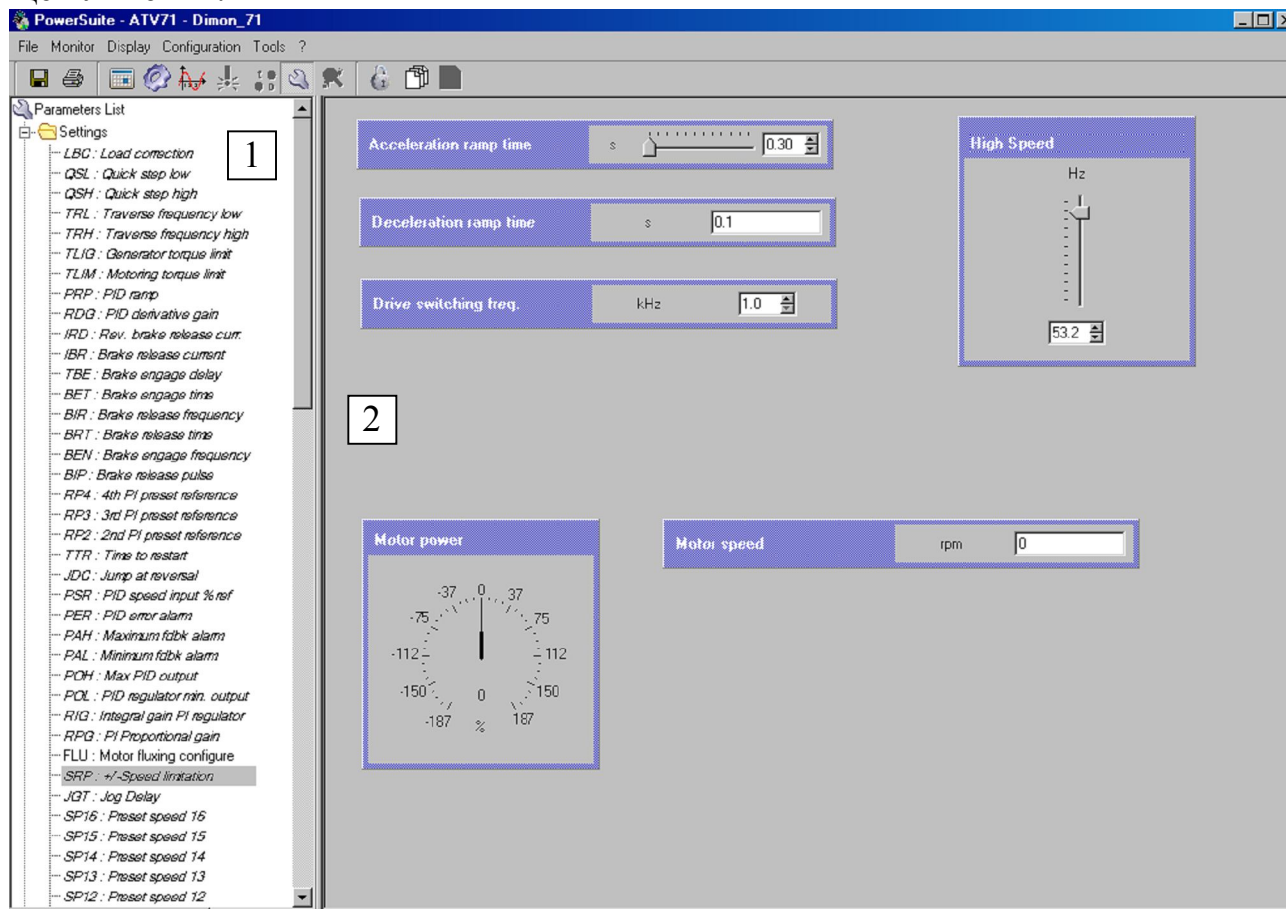 PowerSuite - ATV71 - Dimon_71
File Monitor Display Configuration Tools ?
Parameters List
Settings
LBC : Load correction
QSL : Quick step low
QSH : Quick step high
TRL : Traverse frequency low
TRH : Traverse frequency high
TLIG : Generator torque limit
TLIM : Motoring torque limit
PRP : PID ramp
RDG : PID derivative gain
IRD : Rev. brake release curr.
IBR : Brake release current
TBE : Brake engage delay
BET : Brake engage time
BIR : Brake release frequency
BRT : Brake release time
BEN : Brake engage frequency
BIP : Brake release pulse
RP4 : 4th PI preset reference
RP3 : 3rd PI preset reference
RP2 : 2nd PI preset reference
TTR : Time to restart
JDC : Jump at reversal
PSR : PID speed input % ref
PER : PID error alarm
PAH : Maximum fdbk alarm
PAL : Minimum fdbk alarm
POH : Max PID output
POL : PID regulator min. output
RIG : Integral gain PI regulator
RPG : PI Proportional gain
FLU : Motor fluxing configure
SRP : +/-Speed limitation
JGT : Jog Delay
SP16 : Preset speed 16
SP15 : Preset speed 15
SP14 : Preset speed 14
SP13 : Preset speed 13
SP12 : Preset speed 12
1
2
Acceleration ramp time s 0.30
Deceleration ramp time s 0.1
Drive switching freq. kHz 1.0
High Speed
Hz
53.2
Motor power
-37 0 37
-75 75
-112 112
-150 0 150
-187 % 187
Motor speed rpm 0